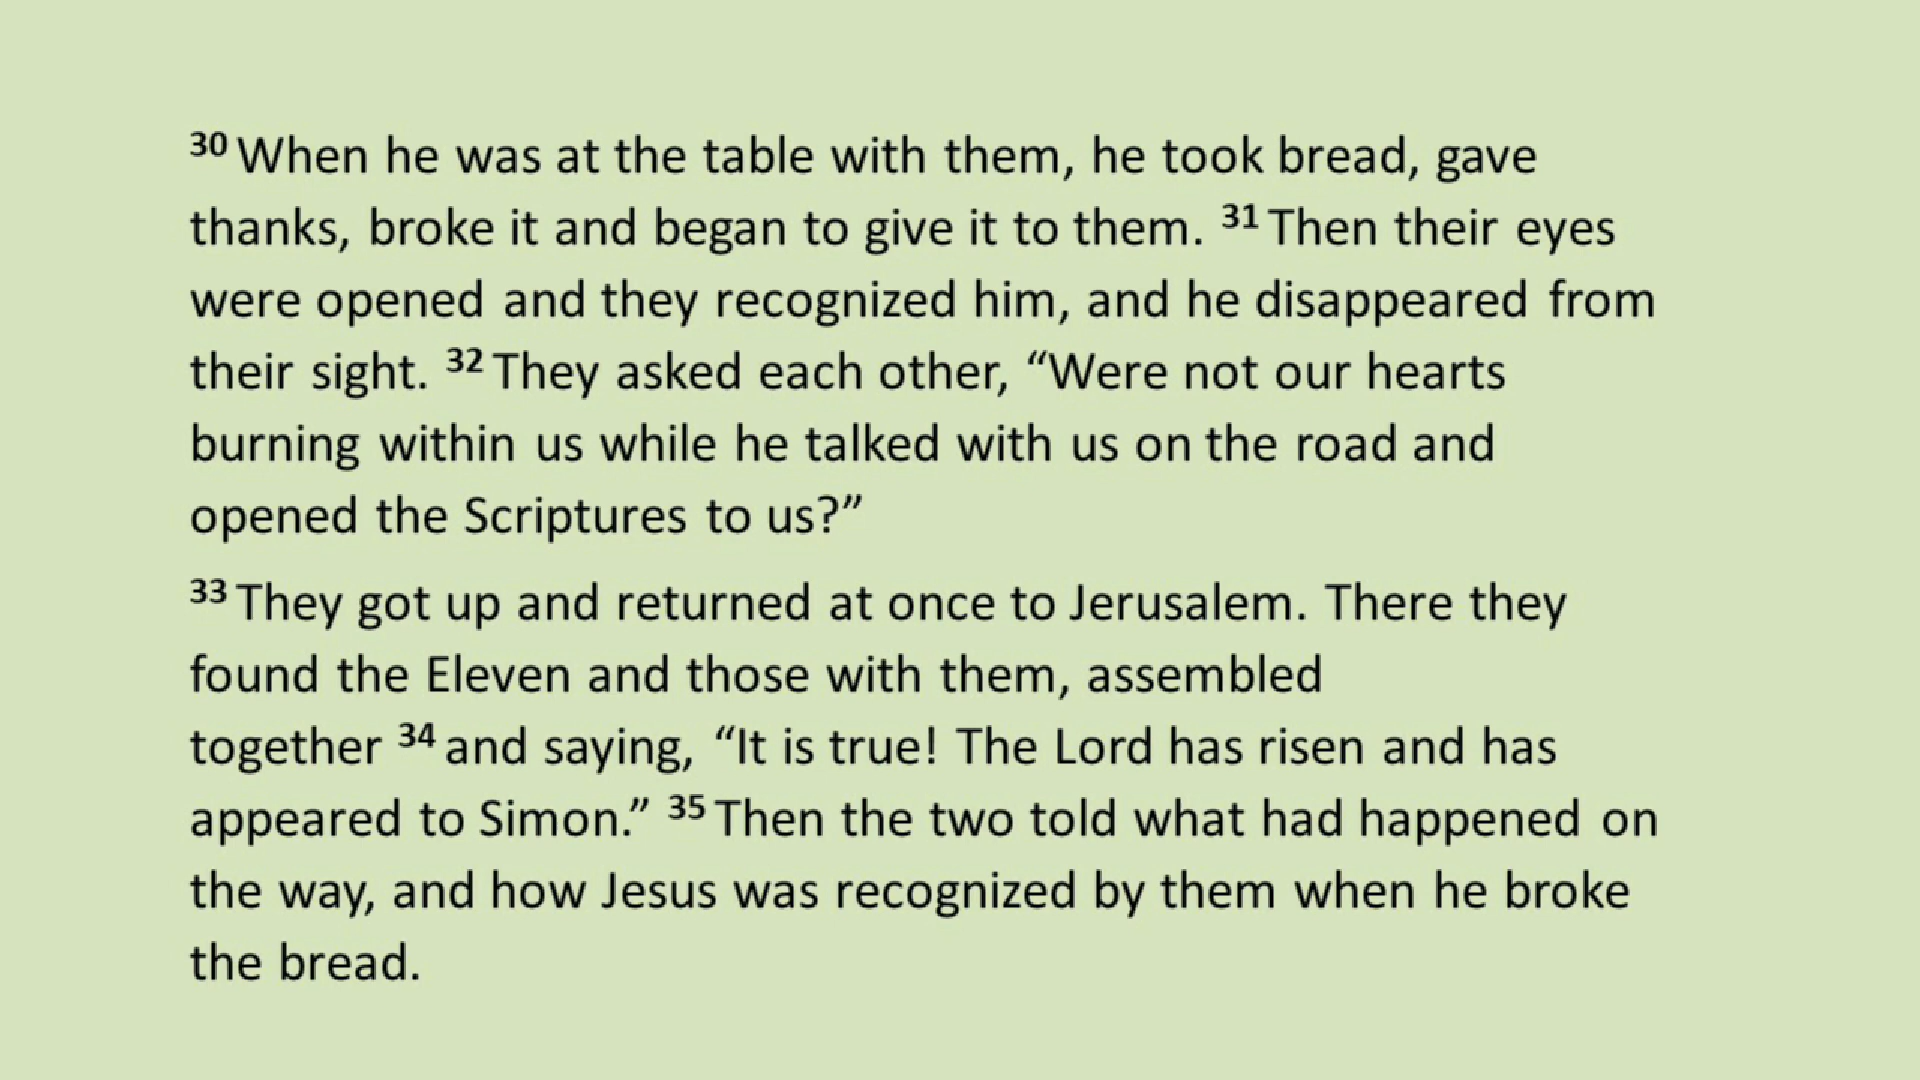 30 When he was at the table with them, he took bread, gave
thanks, broke it and began to give it to them. 31 Then their eyes
were opened and they recognized him, and he disappeared from
their sight. 32 They asked each other, “Were not our hearts
burning within us while he talked with us on the road and
opened the Scriptures to us?”
33 They got up and returned at once to Jerusalem. There they
found the Eleven and those with them, assembled
together 34 and saying, “It is true! The Lord has risen and has
appeared to Simon.” 35 Then the two told what had happened on
the way, and how Jesus was recognized by them when he broke
the bread.